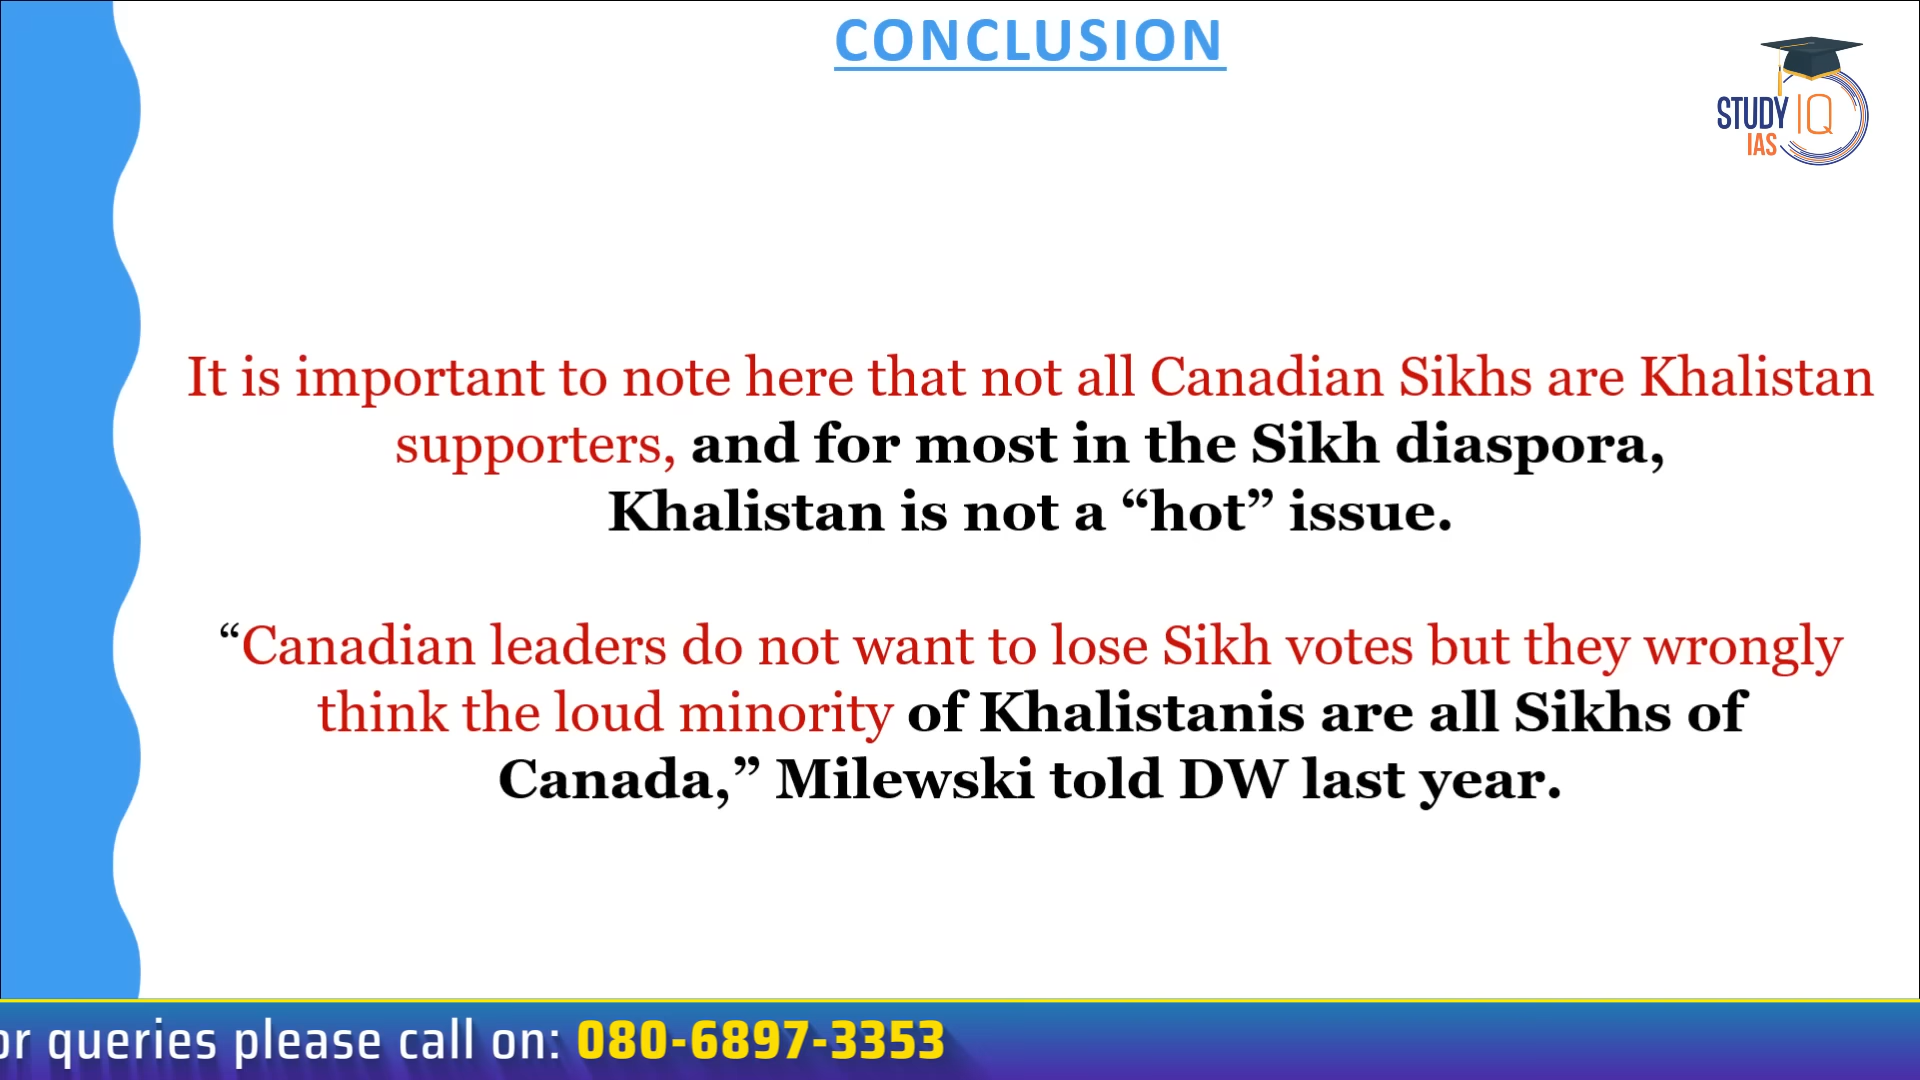 CONCLUSION
STUDY IQ
IAS
It is important to note here that not all Canadian Sikhs are Khalistan
supporters, and for most in the Sikh diaspora,
Khalistan is not a “hot” issue.
“Canadian leaders do not want to lose Sikh votes but they wrongly
think the loud minority of Khalistanis are all Sikhs of
Canada,” Milewski told DW last year.
or queries please call on: 080-6897-3353